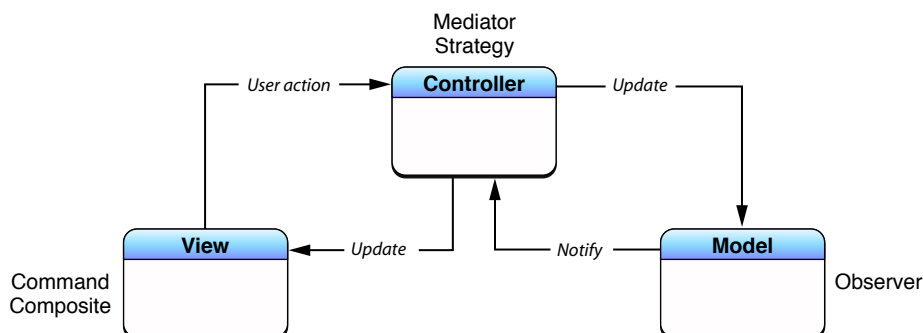 Mediator
Strategy
Controller
User action
Update
View
Update
Notify
Model
Command
Composite
Observer